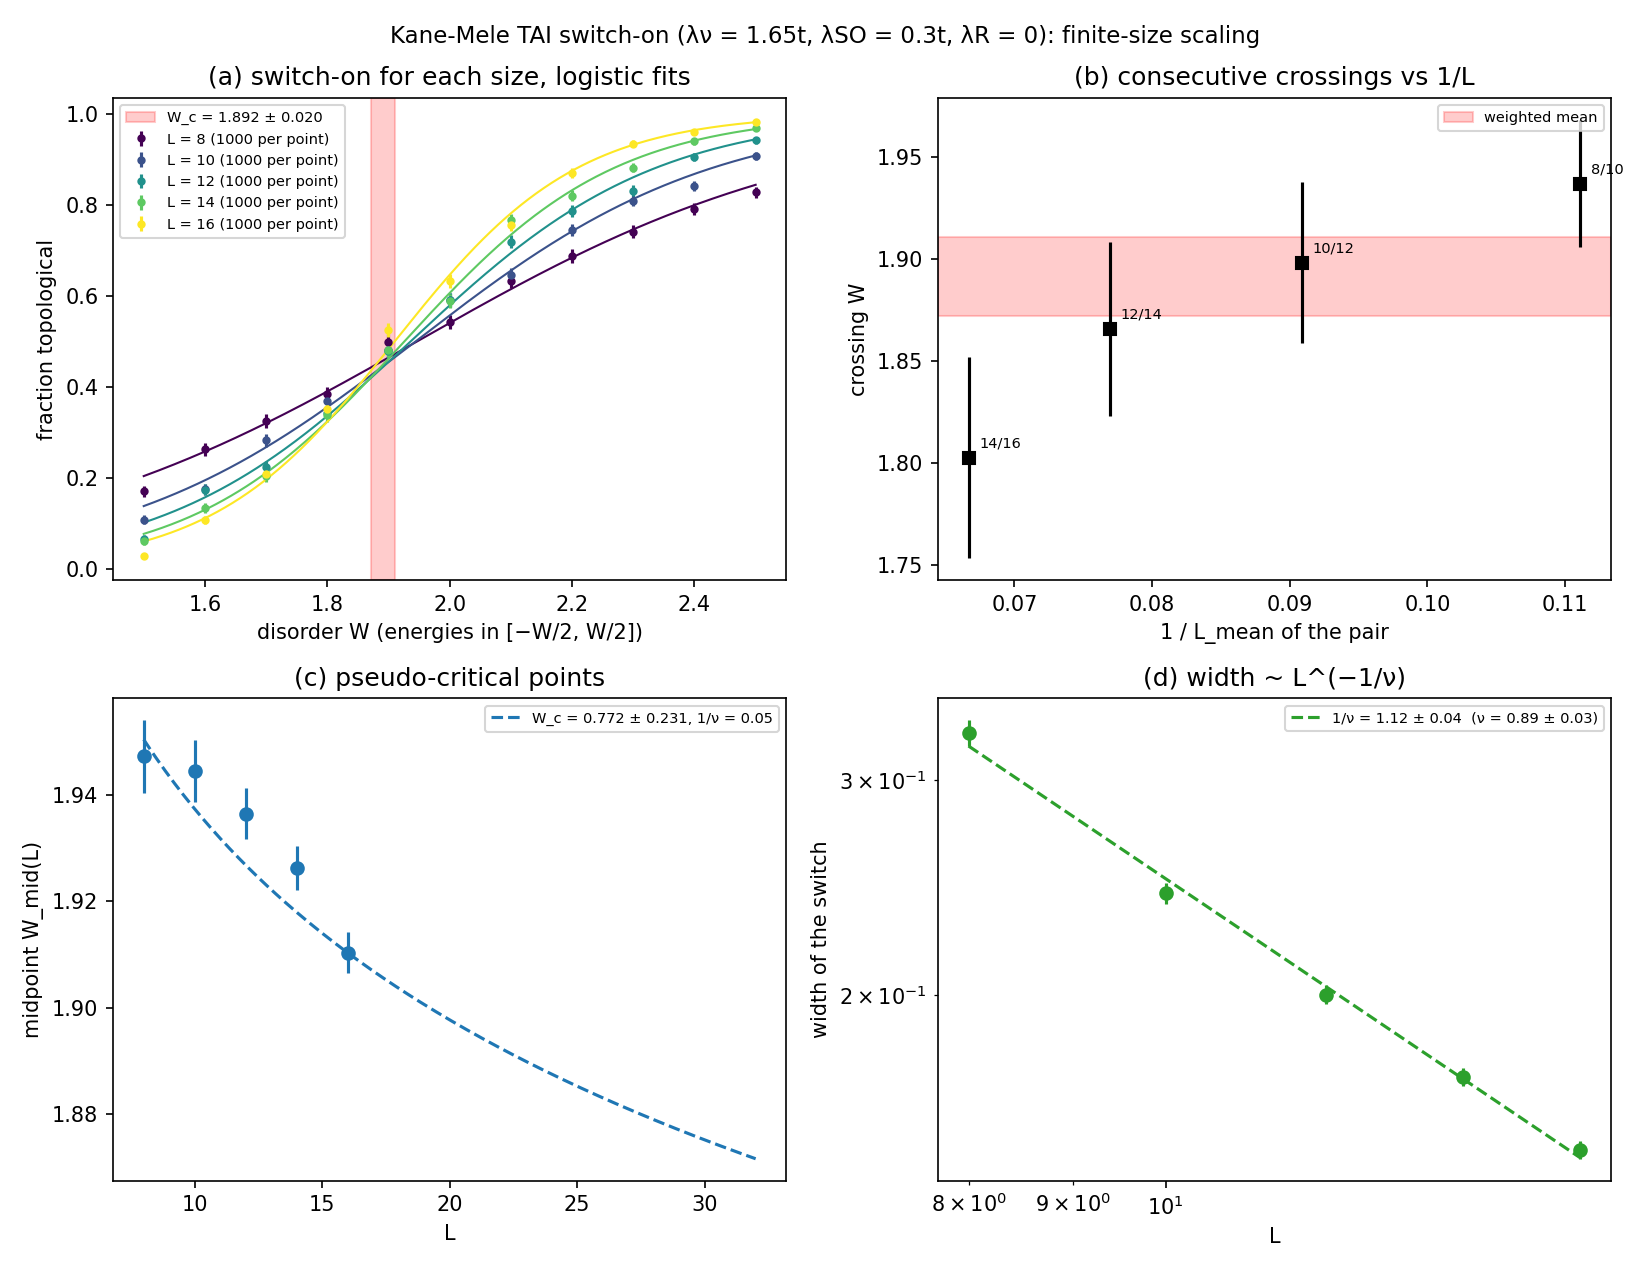 Kane-Mele TAI switch-on (λν = 1.65t, λSO = 0.3t, λR = 0): finite-size scaling
(a) switch-on for each size, logistic fits
W_c = 1.892 ± 0.020
L = 8 (1000 per point)
L = 10 (1000 per point)
L = 12 (1000 per point)
L = 14 (1000 per point)
L = 16 (1000 per point)
fraction topological
1.0
0.8
0.6
0.4
0.2
0.0
1.6 1.8 2.0 2.2 2.4
disorder W (energies in [−W/2, W/2])
(b) consecutive crossings vs 1/L
weighted mean
8/10
10/12
12/14
14/16
crossing W
1.95
1.90
1.85
1.80
1.75
0.07 0.08 0.09 0.10 0.11
1 / L_mean of the pair
(c) pseudo-critical points
W_c = 0.772 ± 0.231, 1/ν = 0.05
midpoint W_mid(L)
1.94
1.92
1.90
1.88
10 15 20 25 30
L
(d) width ~ L^(−1/ν)
1/ν = 1.12 ± 0.04 (ν = 0.89 ± 0.03)
width of the switch
3 × 10⁻¹
2 × 10⁻¹
8 × 10⁰ 9 × 10⁰ 10¹
L